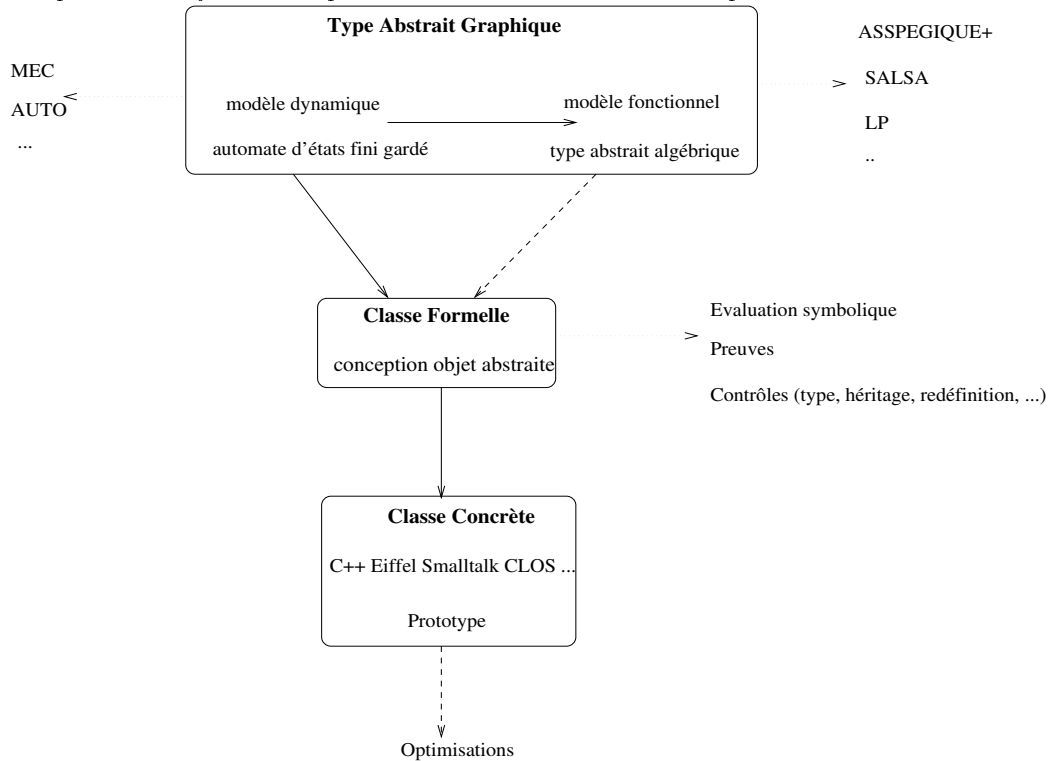 Type Abstrait Graphique
MEC
AUTO
...
modèle dynamique
automate d'états fini gardé
modèle fonctionnel
type abstrait algébrique
ASSPEGIQUE+
SALSA
LP
..
Classe Formelle
conception objet abstraite
Evaluation symbolique
Preuves
Contrôles (type, héritage, redéfinition, ...)
Classe Concrète
C++ Eiffel Smalltalk CLOS ...
Prototype
Optimisations